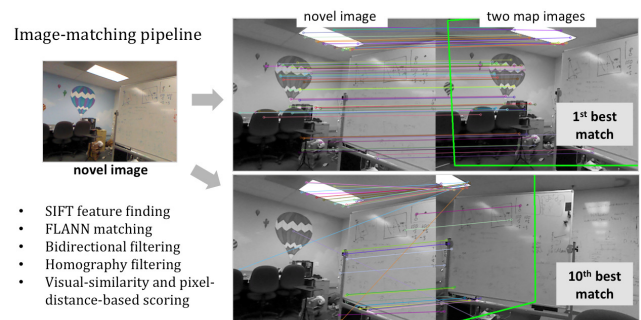 Image-matching pipeline
novel image
novel image
two map images
1st best
match
• SIFT feature finding
• FLANN matching
• Bidirectional filtering
• Homography filtering
• Visual-similarity and pixel-
distance-based scoring
10th best
match